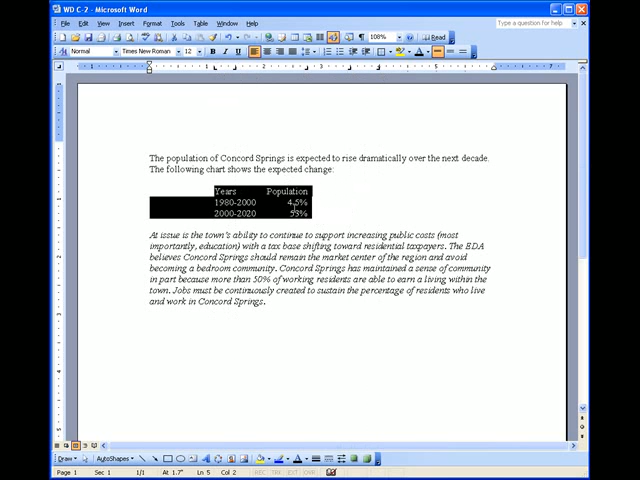 WD C-2 - Microsoft Word
File Edit View Insert Format Tools Table Window Help Type a question for help
108% Read
Normal Times New Roman 12 B I U
The population of Concord Springs is expected to rise dramatically over the next decade.
The following chart shows the expected change:
Years Population
1980-2000 4.5%
2000-2020 53%
At issue is the town's ability to continue to support increasing public costs (most
importantly, education) with a tax base shifting toward residential taxpayers. The EDA
believes Concord Springs should remain the market center of the region and avoid
becoming a bedroom community. Concord Springs has maintained a sense of community
in part because more than 50% of working residents are able to earn a living within the
town. Jobs must be continuously created to sustain the percentage of residents who live
and work in Concord Springs.
Draw AutoShapes
Page 1 Sec 1 1/1 At 1.7" Ln 5 Col 2 REC TRK EXT OVR